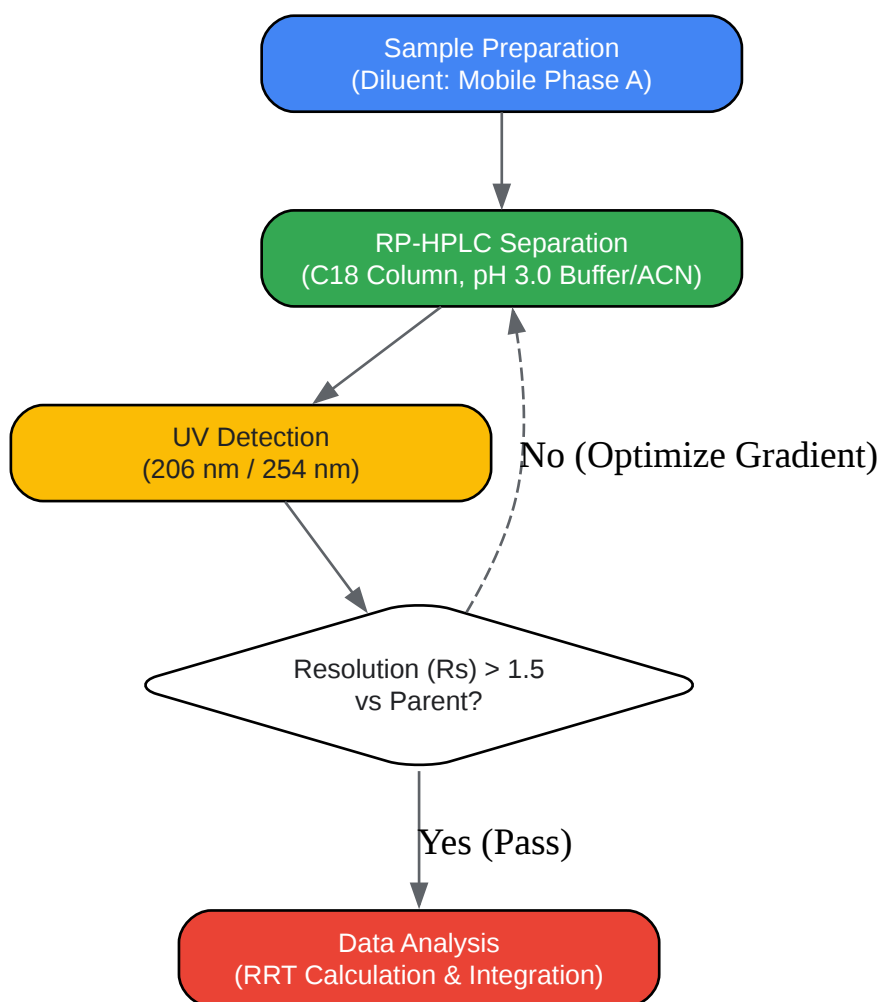 Sample Preparation
(Diluent: Mobile Phase A)
RP-HPLC Separation
(C18 Column, pH 3.0 Buffer/ACN)
UV Detection
(206 nm / 254 nm)
No (Optimize Gradient)
Resolution (Rs) > 1.5
vs Parent?
Yes (Pass)
Data Analysis
(RRT Calculation & Integration)